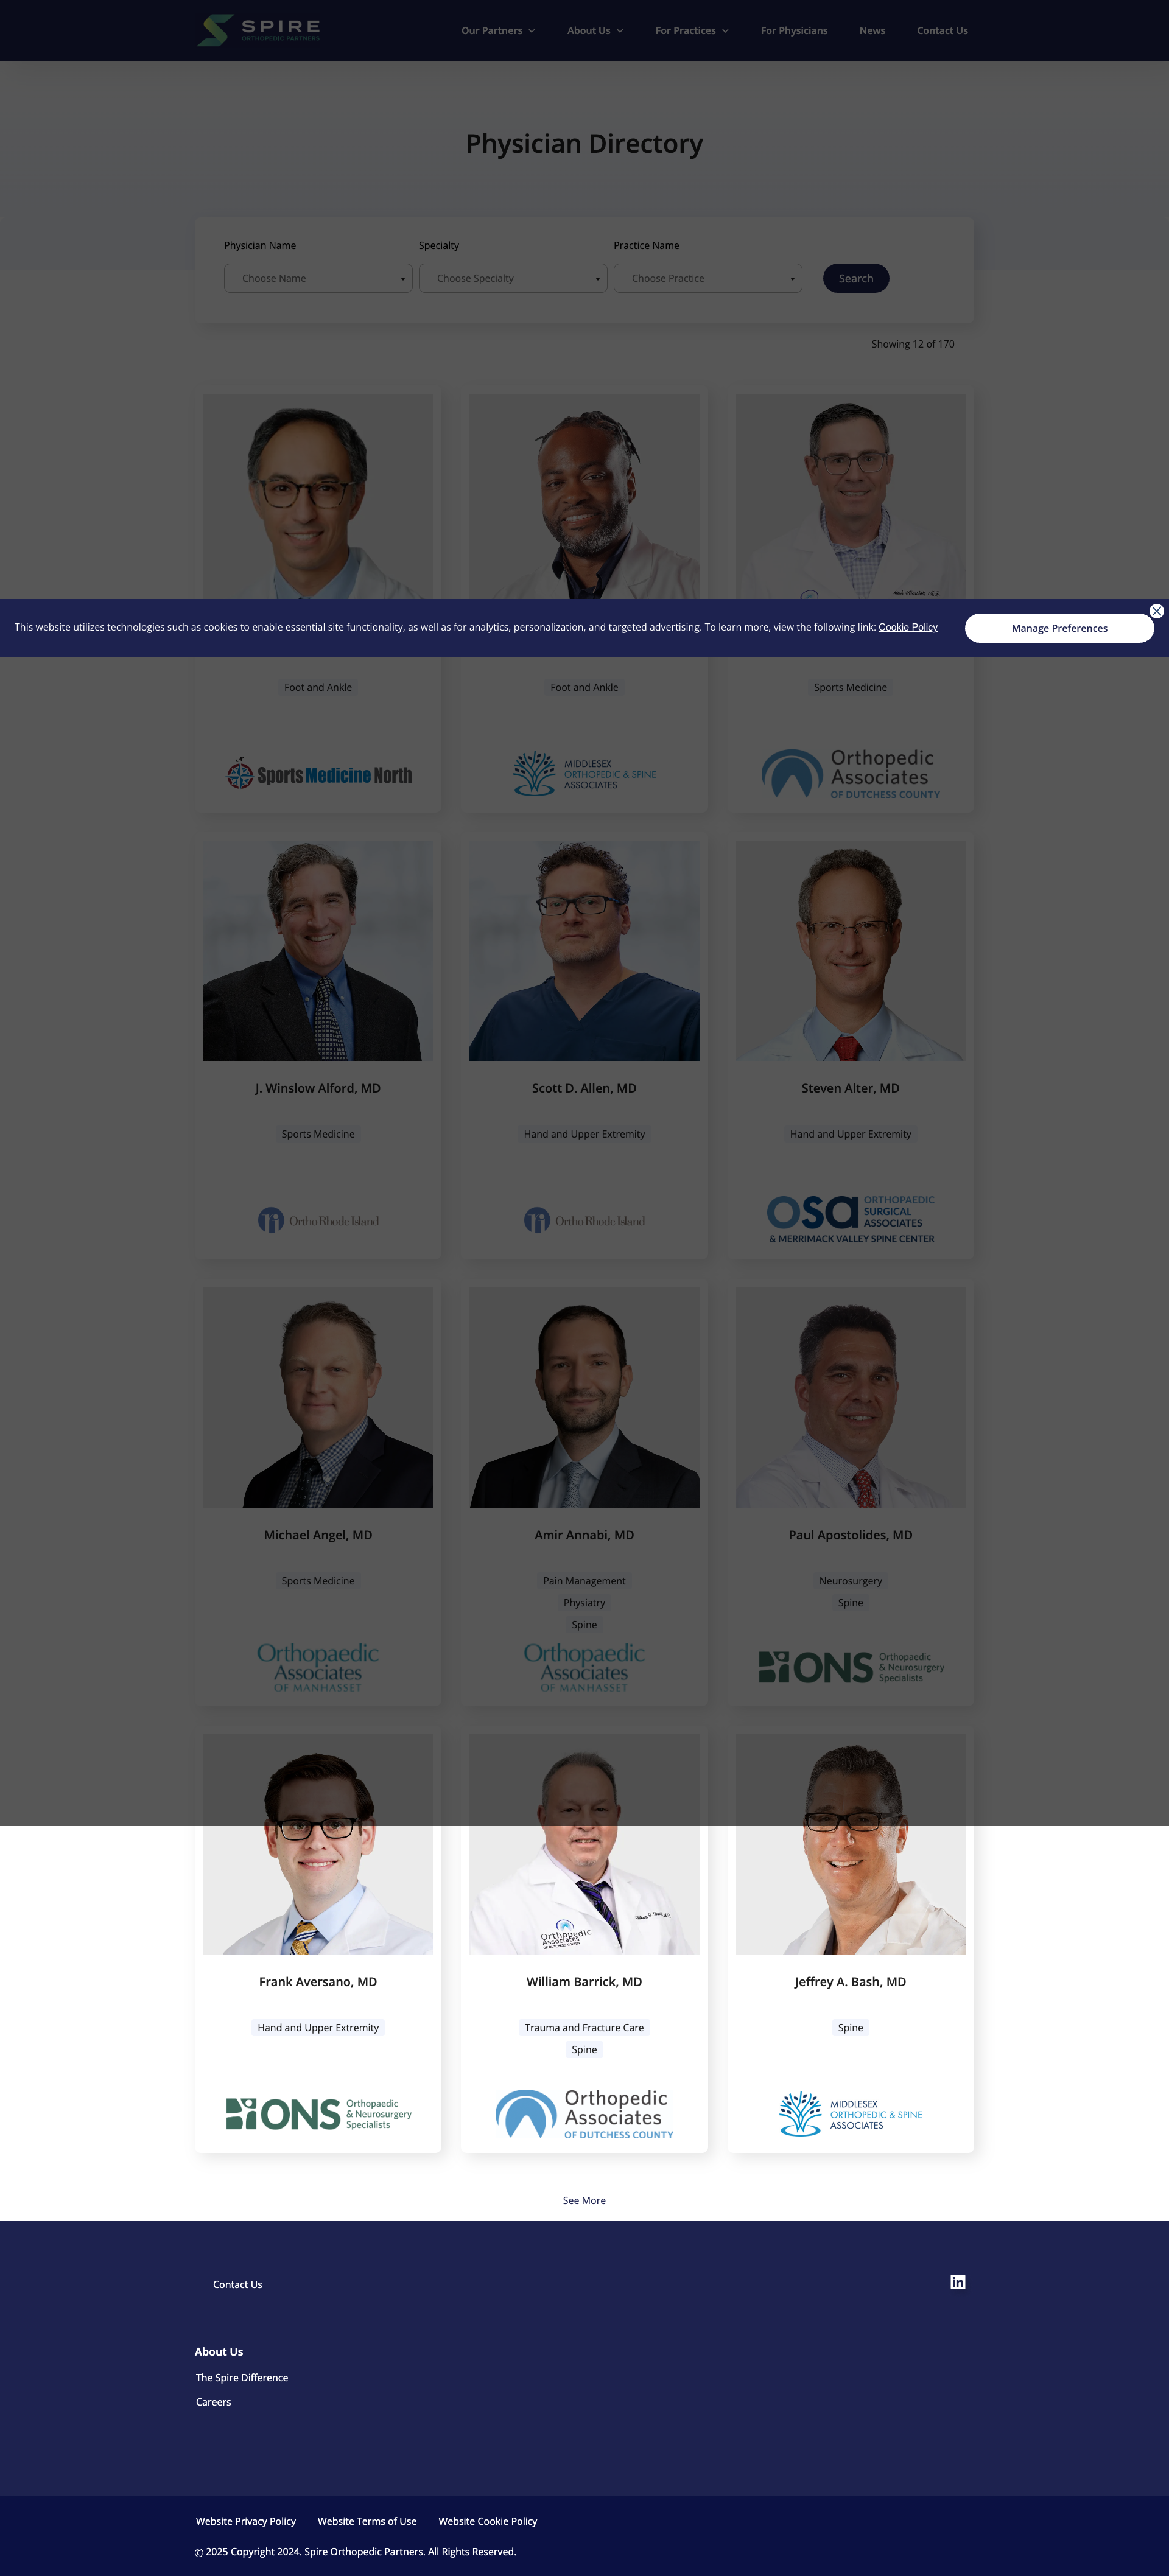 SPIRE
ORTHOPEDIC PARTNERS
Our Partners
About Us
For Practices
For Physicians
News
Contact Us
Physician Directory
Physician Name
Specialty
Practice Name
Choose Name
Choose Specialty
Choose Practice
Search
Showing 12 of 170
This website utilizes technologies such as cookies to enable essential site functionality, as well as for analytics, personalization, and targeted advertising. To learn more, view the following link: Cookie Policy
Manage Preferences
Foot and Ankle
Foot and Ankle
Sports Medicine
Sports Medicine North
MIDDLESEX
ORTHOPEDIC & SPINE
ASSOCIATES
Orthopedic
Associates
OF DUTCHESS COUNTY
J. Winslow Alford, MD
Scott D. Allen, MD
Steven Alter, MD
Sports Medicine
Hand and Upper Extremity
Hand and Upper Extremity
Ortho Rhode Island
Ortho Rhode Island
osa ORTHOPAEDIC
SURGICAL
ASSOCIATES
& MERRIMACK VALLEY SPINE CENTER
Michael Angel, MD
Amir Annabi, MD
Paul Apostolides, MD
Sports Medicine
Pain Management
Physiatry
Spine
Neurosurgery
Spine
Orthopaedic
Associates
OF MANHASSET
Orthopaedic
Associates
OF MANHASSET
ONS Orthopaedic
& Neurosurgery
Specialists
Orthopedic
Associates
OF DUTCHESS COUNTY
Frank Aversano, MD
William Barrick, MD
Jeffrey A. Bash, MD
Hand and Upper Extremity
Trauma and Fracture Care
Spine
Spine
ONS Orthopaedic
& Neurosurgery
Specialists
Orthopedic
Associates
OF DUTCHESS COUNTY
MIDDLESEX
ORTHOPEDIC & SPINE
ASSOCIATES
See More
Contact Us
About Us
The Spire Difference
Careers
Website Privacy Policy
Website Terms of Use
Website Cookie Policy
© 2025 Copyright 2024. Spire Orthopedic Partners. All Rights Reserved.